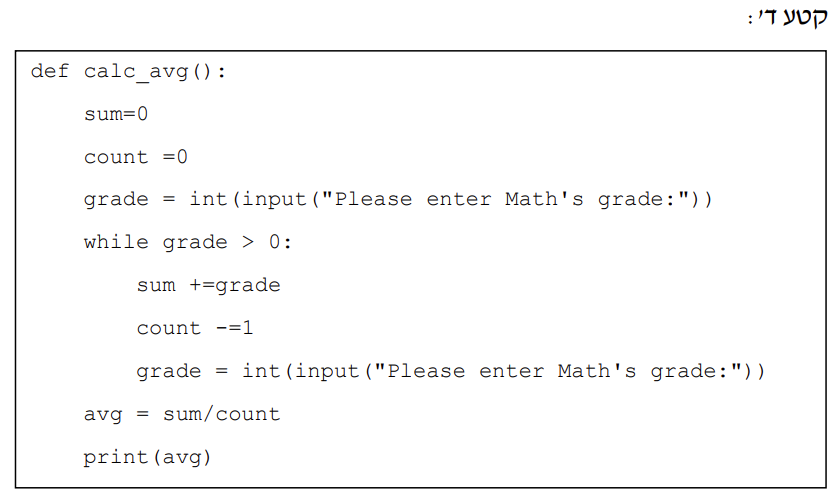 קטע ד':
def calc_avg():
    sum=0
    count =0
    grade = int(input("Please enter Math's grade:"))
    while grade > 0:
        sum +=grade
        count -=1
        grade = int(input("Please enter Math's grade:"))
    avg = sum/count
    print(avg)